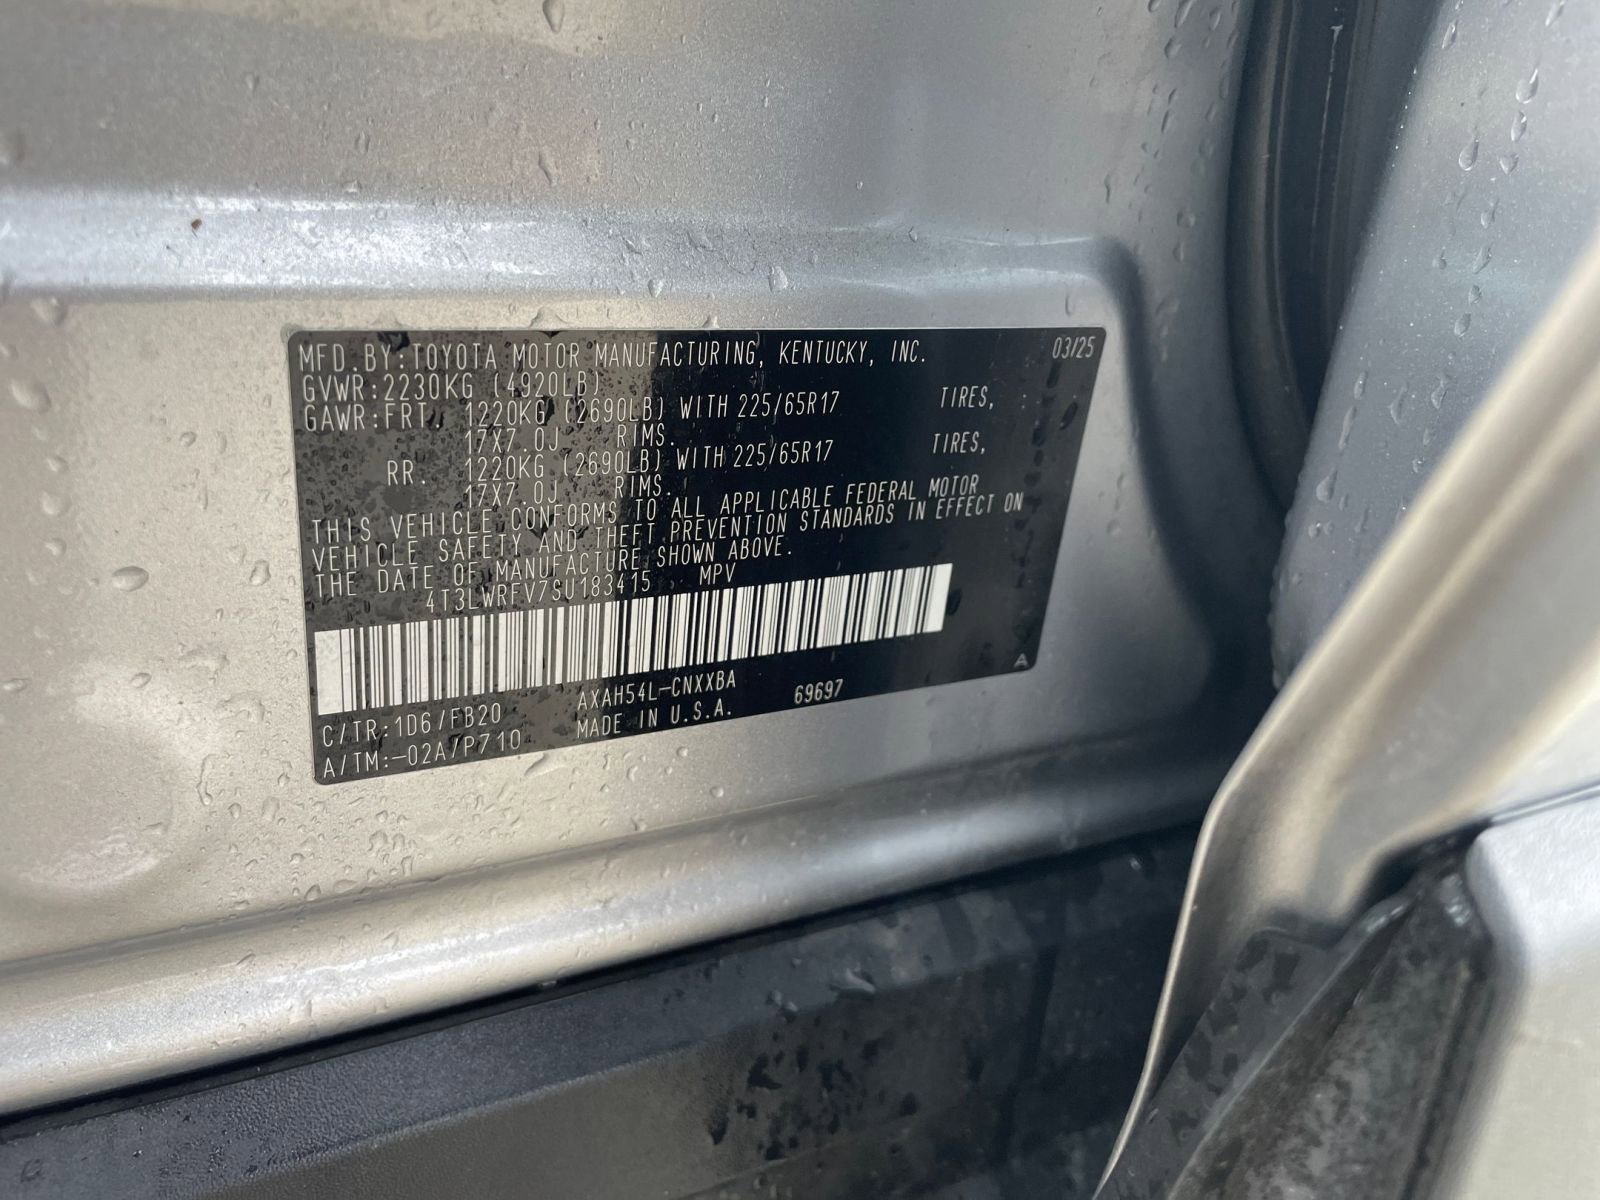 MFD.BY:TOYOTA MOTOR MANUFACTURING, KENTUCKY, INC. 03/25
GVWR:2230KG (4920LB)
GAWR:FRT. 1220KG (2690LB) WITH 225/65R17 TIRES,
17X7.0J RIMS.
RR. 1220KG (2690LB) WITH 225/65R17 TIRES,
17X7.0J RIMS.
THIS VEHICLE CONFORMS TO ALL APPLICABLE FEDERAL MOTOR
VEHICLE SAFETY AND THEFT PREVENTION STANDARDS IN EFFECT ON
THE DATE OF MANUFACTURE SHOWN ABOVE.
4T3LWRFV7SU183415 MPV
A
C/TR:1D6/FB20 AXAH54L-CNXXBA 69697
A/TM:-02A/P710 MADE IN U.S.A.